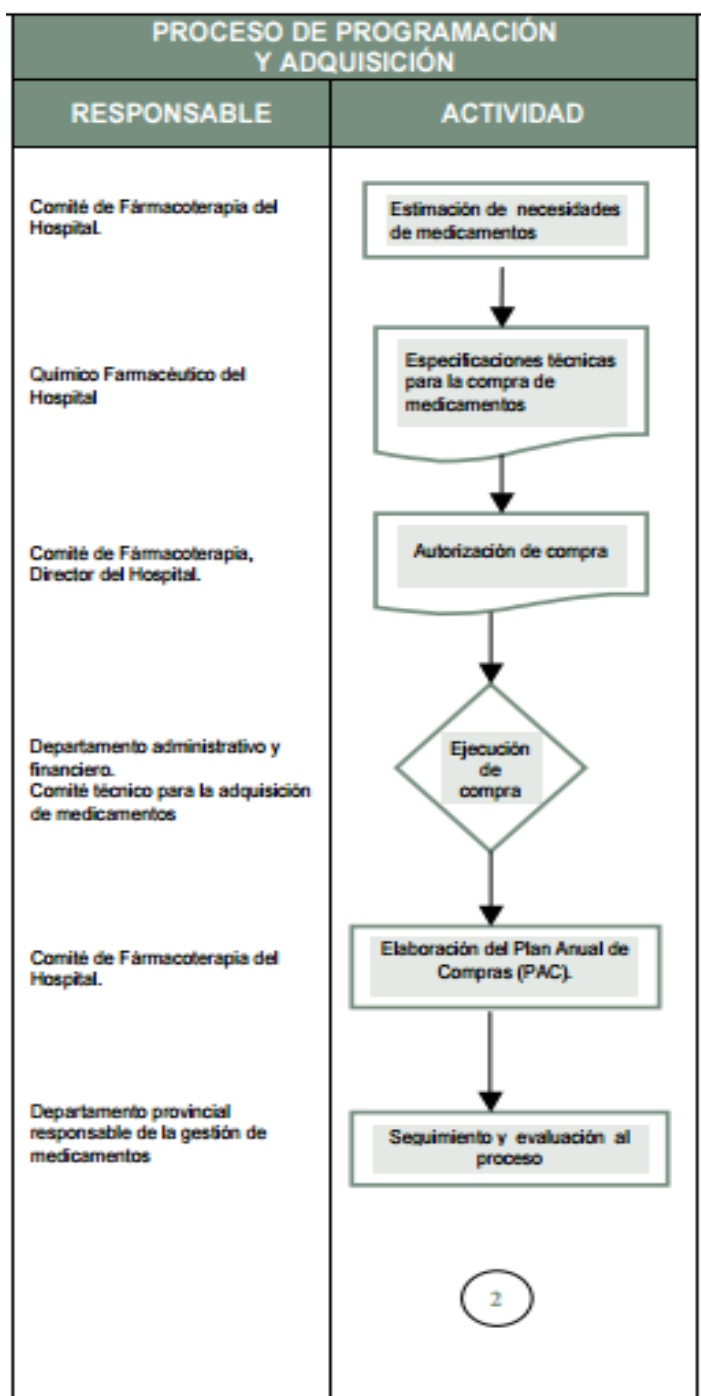 PROCESO DE PROGRAMACIÓN
Y ADQUISICIÓN
RESPONSABLE
ACTIVIDAD
Comité de Fármacoterapia del
Hospital.
Estimación de necesidades
de medicamentos
Químico Farmacéutico del
Hospital
Especificaciones técnicas
para la compra de
medicamentos
Comité de Fármacoterapia,
Director del Hospital.
Autorización de compra
Departamento administrativo y
financiero.
Comité técnico para la adquisición
de medicamentos
Ejecución
de
compra
Comité de Fármacoterapia del
Hospital.
Elaboración del Plan Anual de
Compras (PAC).
Departamento provincial
responsable de la gestión de
medicamentos
Seguimiento y evaluación al
proceso
2